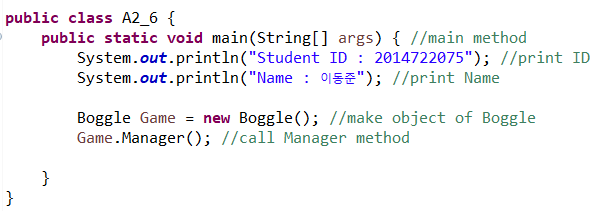 public class A2_6 {
public static void main(String[] args) { //main method
System.out.println("Student ID : 2014722075"); //print ID
System.out.println("Name : 이동준"); //print Name
Boggle Game = new Boggle(); //make object of Boggle
Game.Manager(); //call Manager method
}
}